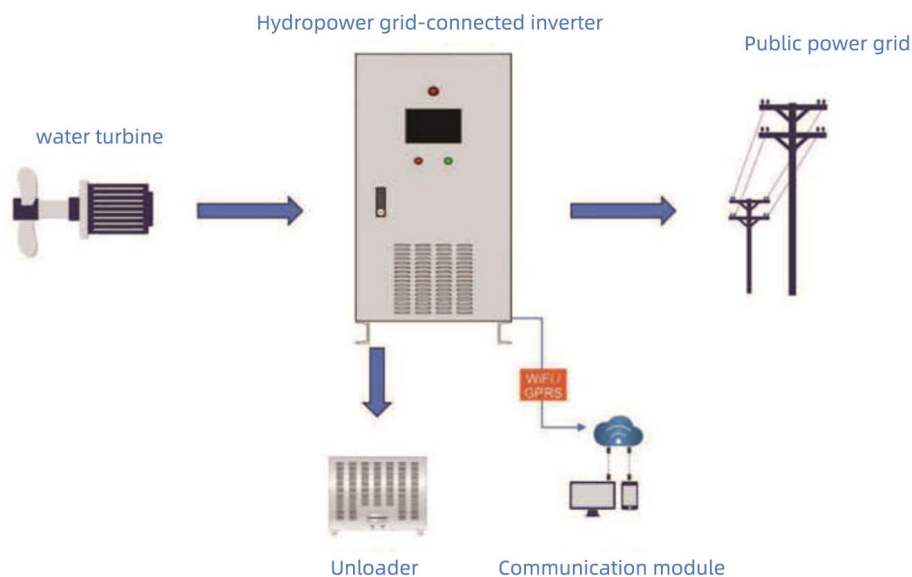 Hydropower grid-connected inverter
Public power grid
water turbine
WiFi/
GPRS
Unloader
Communication module